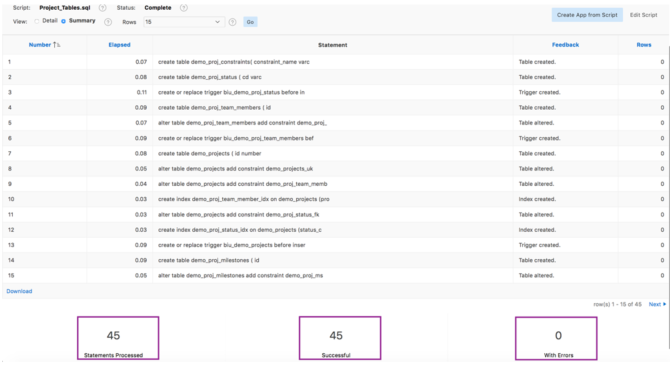 Script: Project_Tables.sql Status: Complete Create App from Script Edit Script
View: Detail Summary Rows 15 Go
Number Elapsed Statement Feedback Rows
1 0.07 create table demo_proj_constraints( constraint_name varc Table created. 0
2 0.08 create table demo_proj_status ( cd varc Table created. 0
3 0.11 create or replace trigger biu_demo_proj_status before in Trigger created. 0
4 0.09 create table demo_proj_team_members ( id Table created. 0
5 0.07 alter table demo_proj_team_members add constraint demo_proj_ Table altered. 0
6 0.09 create or replace trigger biu_demo_proj_team_members bef Trigger created. 0
7 0.08 create table demo_projects ( id number Table created. 0
8 0.05 alter table demo_projects add constraint demo_projects_uk Table altered. 0
9 0.04 alter table demo_projects add constraint demo_proj_team_memb Table altered. 0
10 0.03 create index demo_proj_team_member_idx on demo_projects (pro Index created. 0
11 0.03 alter table demo_projects add constraint demo_proj_status_fk Table altered. 0
12 0.03 create index demo_proj_status_idx on demo_projects (status_c Index created. 0
13 0.09 create or replace trigger biu_demo_projects before inser Trigger created. 0
14 0.09 create table demo_proj_milestones ( id Table created. 0
15 0.05 alter table demo_proj_milestones add constraint demo_proj_ms Table altered. 0
Download
row(s) 1 - 15 of 45 Next
45 45 0
Statements Processed Successful With Errors